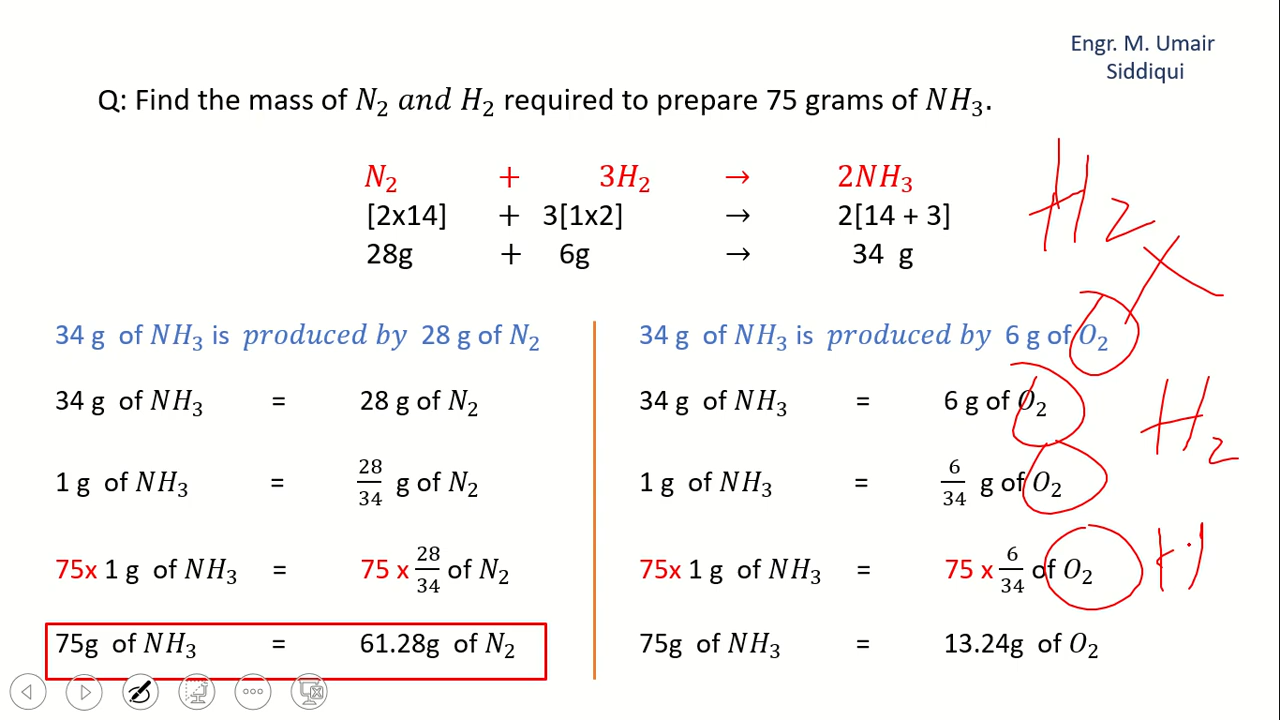 Engr. M. Umair
Siddiqui
Q: Find the mass of N₂ and H₂ required to prepare 75 grams of NH₃.
N₂ + 3H₂ → 2NH₃
[2x14] + 3[1x2] → 2[14 + 3]
28g + 6g → 34 g
H₂
34 g of NH₃ is produced by 28 g of N₂
34 g of NH₃ = 28 g of N₂
1 g of NH₃ = 28/34 g of N₂
75x 1 g of NH₃ = 75 x 28/34 of N₂
75g of NH₃ = 61.28g of N₂
34 g of NH₃ is produced by 6 g of O₂
34 g of NH₃ = 6 g of O₂
H₂
1 g of NH₃ = 6/34 g of O₂
75x 1 g of NH₃ = 75 x 6/34 of O₂
H
75g of NH₃ = 13.24g of O₂